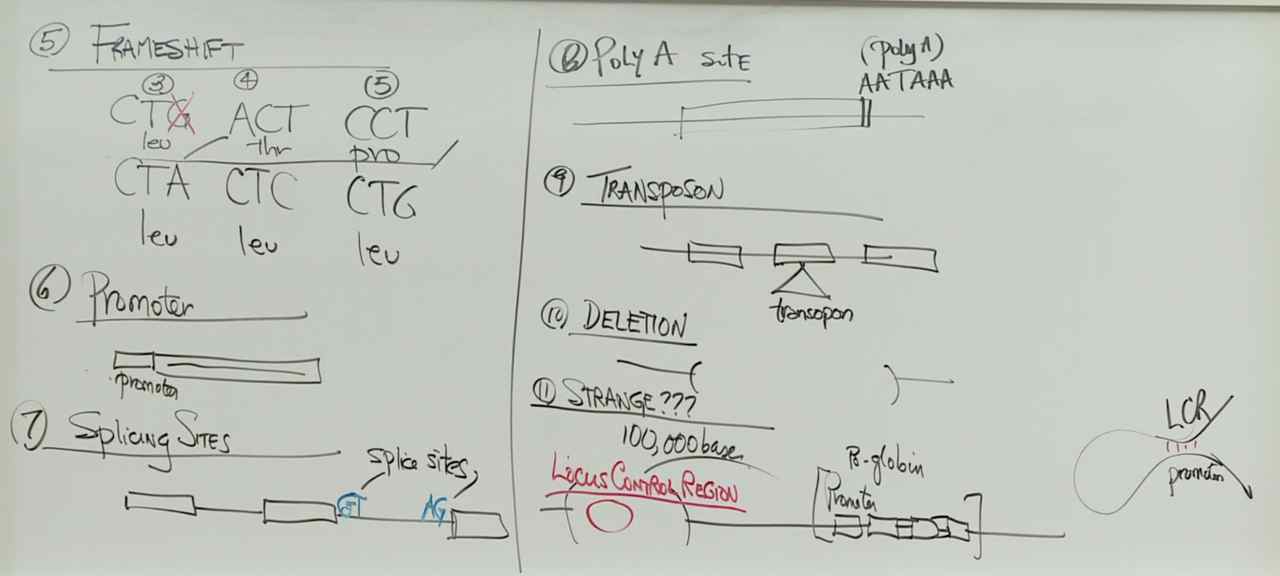 ⑤ FRAMESHIFT
③ ④ ⑤
CTG ACT CCT
leu thr pro
CTA CTC CTG
leu leu leu
⑥ Promoter
promoter
⑦ Splicing Sites
splice sites
GT AG
⑧ Poly A site
(poly A)
AATAAA
⑨ TRANSPOSON
transopon
⑩ DELETION
⑪ STRANGE???
100,000 base
LOCUS CONTROL REGION
β-globin
Promoter
LCR
promoter